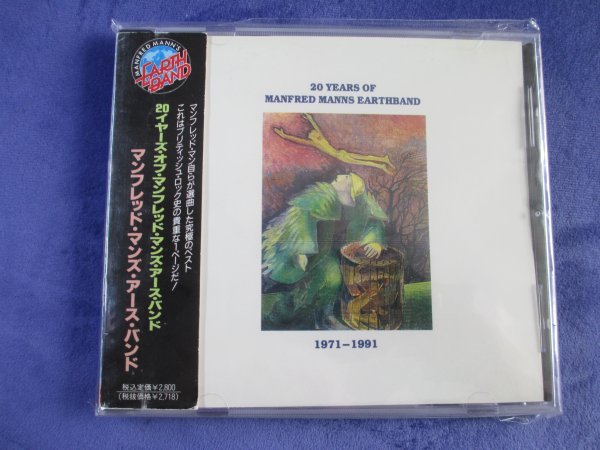 MANFRED MANN'S
EARTH
BAND
マンフレッド・マン自らが選曲した究極のベスト
これはブリティッシュ・ロック史の貴重な1ページだ!
20イヤーズ・オブ・マンフレッド・マンズ・アース・バンド
マンフレッド・マンズ・アース・バンド
税込定価¥2,800
(税抜価格¥2,718)
20 YEARS OF
MANFRED MANNS EARTHBAND
1971-1991